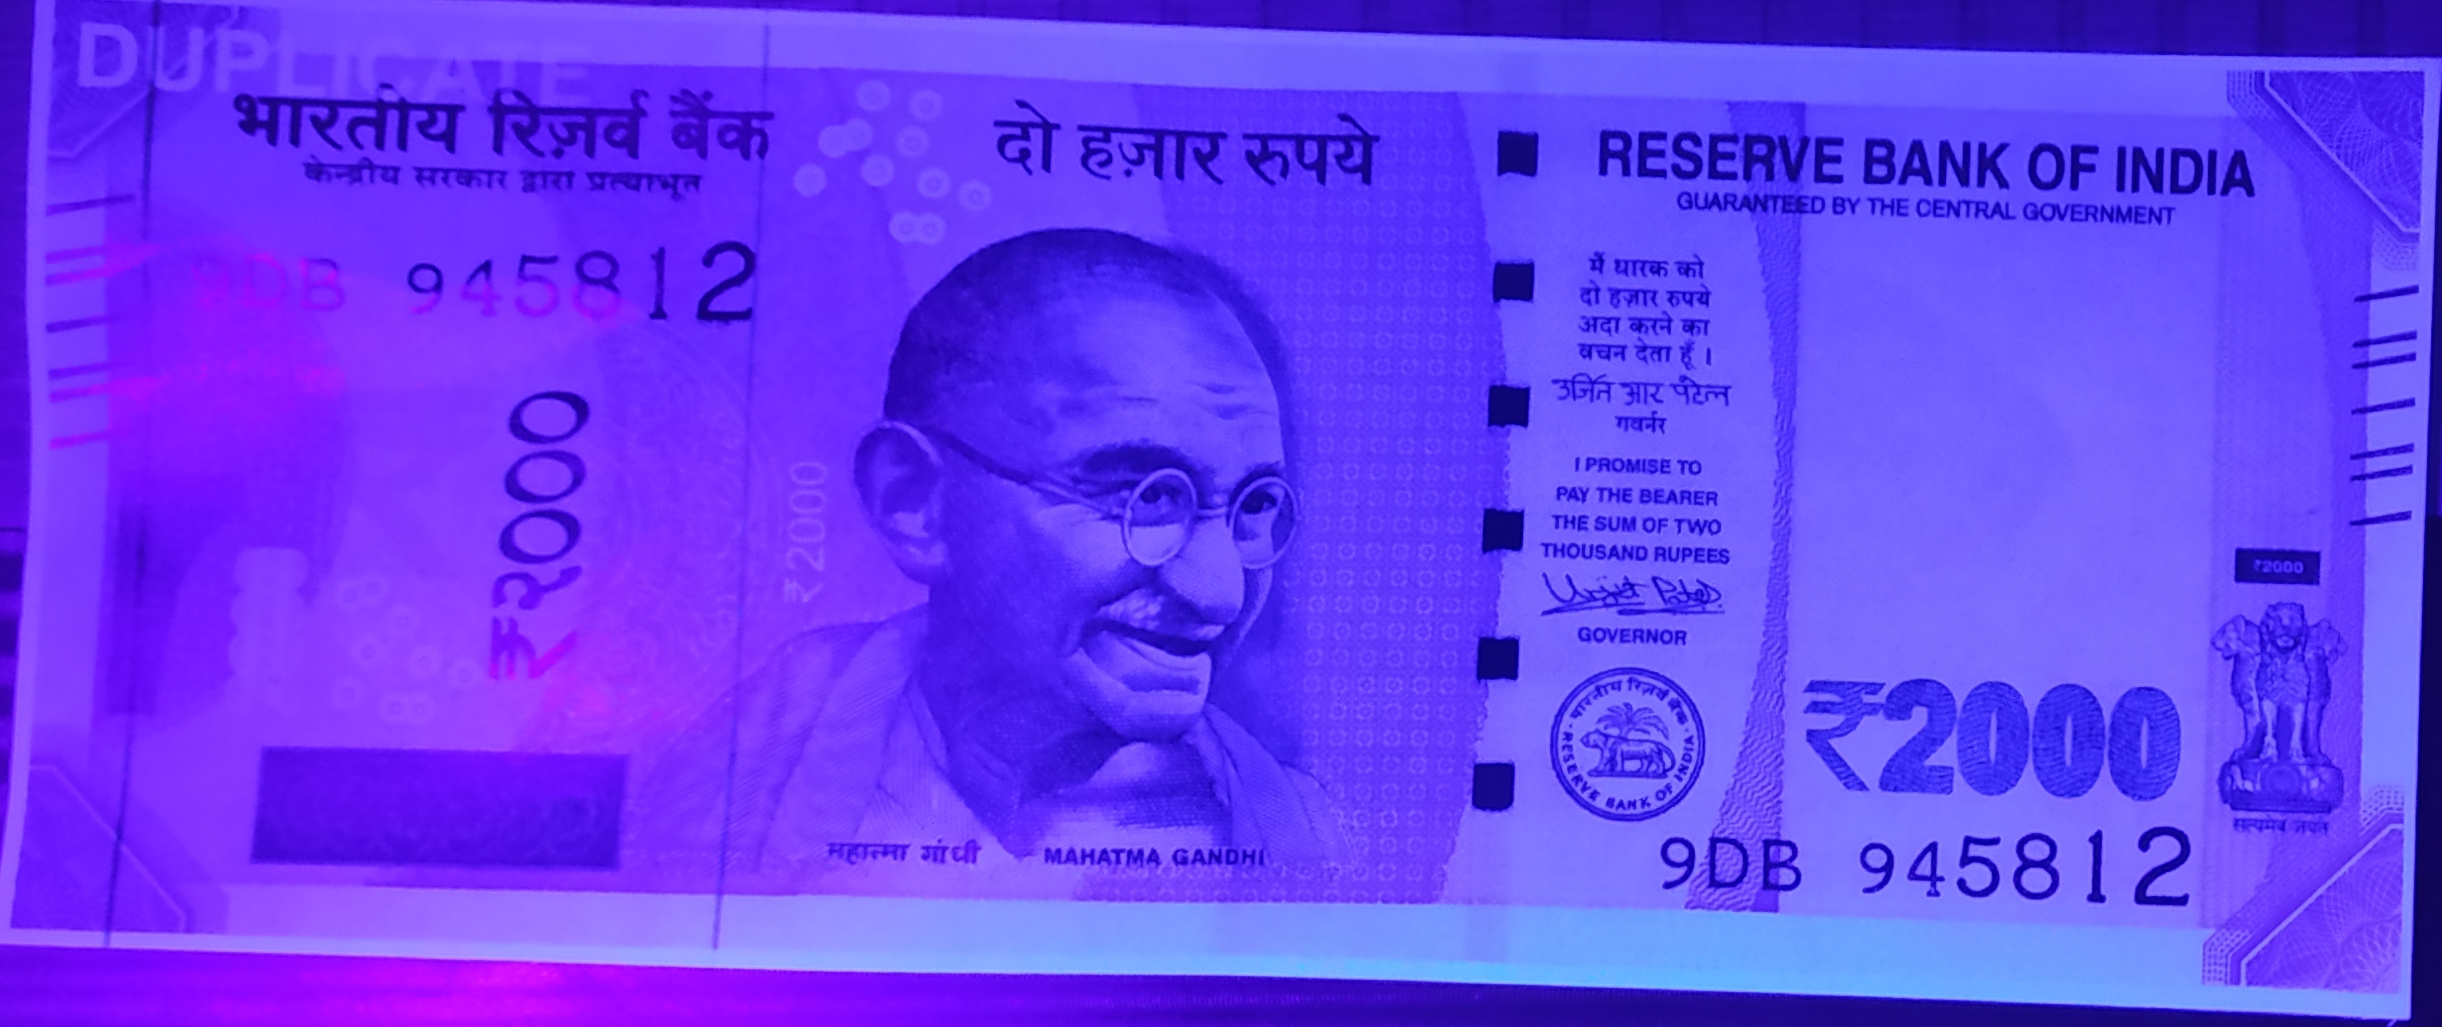 भारतीय रिज़र्व बैंक
केन्द्रीय सरकार द्वारा प्रत्याभूत
DUPLICATE
9DB 945812
₹२०००
दो हज़ार रुपये
₹2000
महात्मा गांधी MAHATMA GANDHI
RESERVE BANK OF INDIA
GUARANTEED BY THE CENTRAL GOVERNMENT
मैं धारक को
दो हज़ार रुपये
अदा करने का
वचन देता हूँ ।
उर्जित आर पटेल
गवर्नर
I PROMISE TO
PAY THE BEARER
THE SUM OF TWO
THOUSAND RUPEES
GOVERNOR
भारतीय रिज़र्व बैंक • RESERVE BANK OF INDIA •
₹2000
9DB 945812
₹2000
सत्यमेव जयते